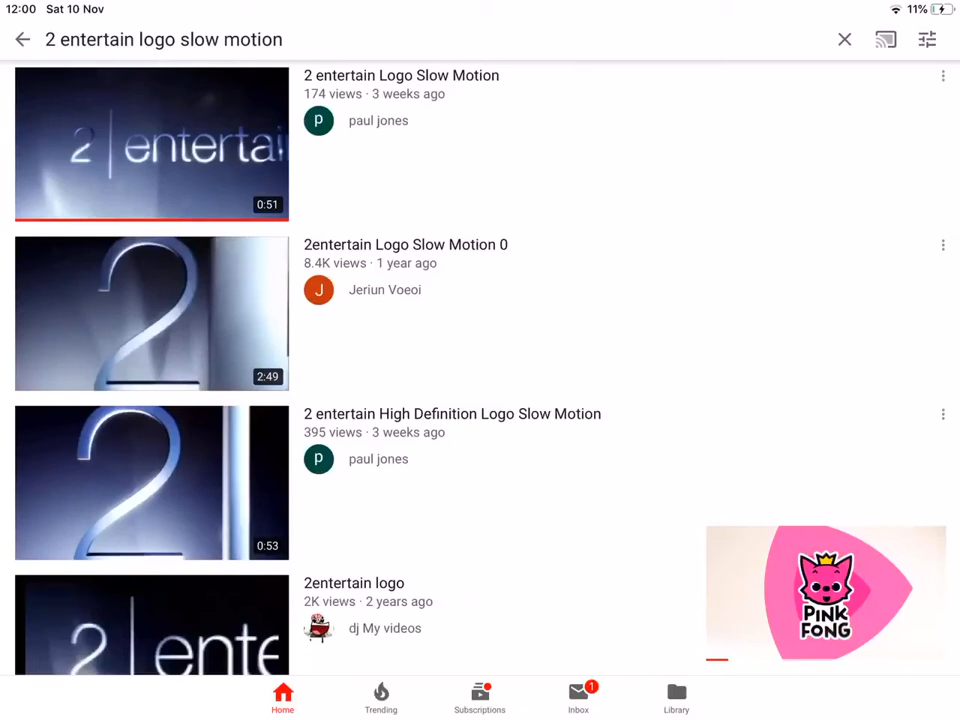 12:00 Sat 10 Nov 11%
2 entertain logo slow motion
2 | entertai
0:51
2 entertain Logo Slow Motion
174 views · 3 weeks ago
p paul jones
2
2:49
2entertain Logo Slow Motion 0
8.4K views · 1 year ago
J Jeriun Voeoi
2
0:53
2 entertain High Definition Logo Slow Motion
395 views · 3 weeks ago
p paul jones
2 | ente
2entertain logo
2K views · 2 years ago
dj My videos
PINK
FONG
1
Home Trending Subscriptions Inbox Library